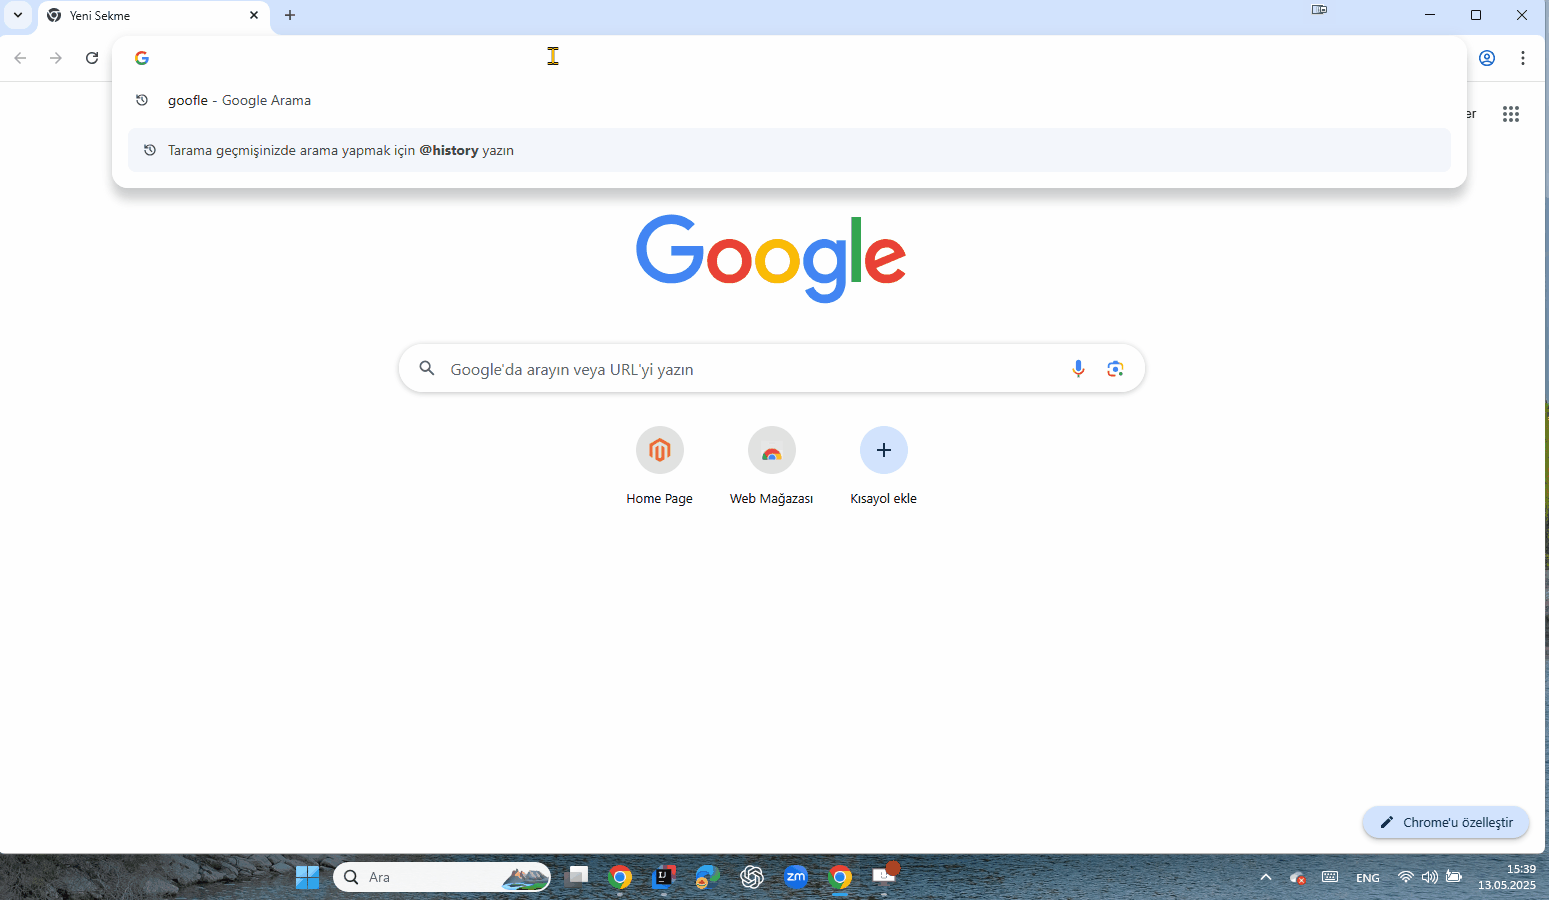 Yeni Sekme
goofle - Google Arama
er
Tarama geçmişinizde arama yapmak için @history yazın
Google
Google'da arayın veya URL'yi yazın
Home Page
Web Mağazası
Kısayol ekle
Chrome'u özelleştir
Ara
zm
ENG
15:39
13.05.2025